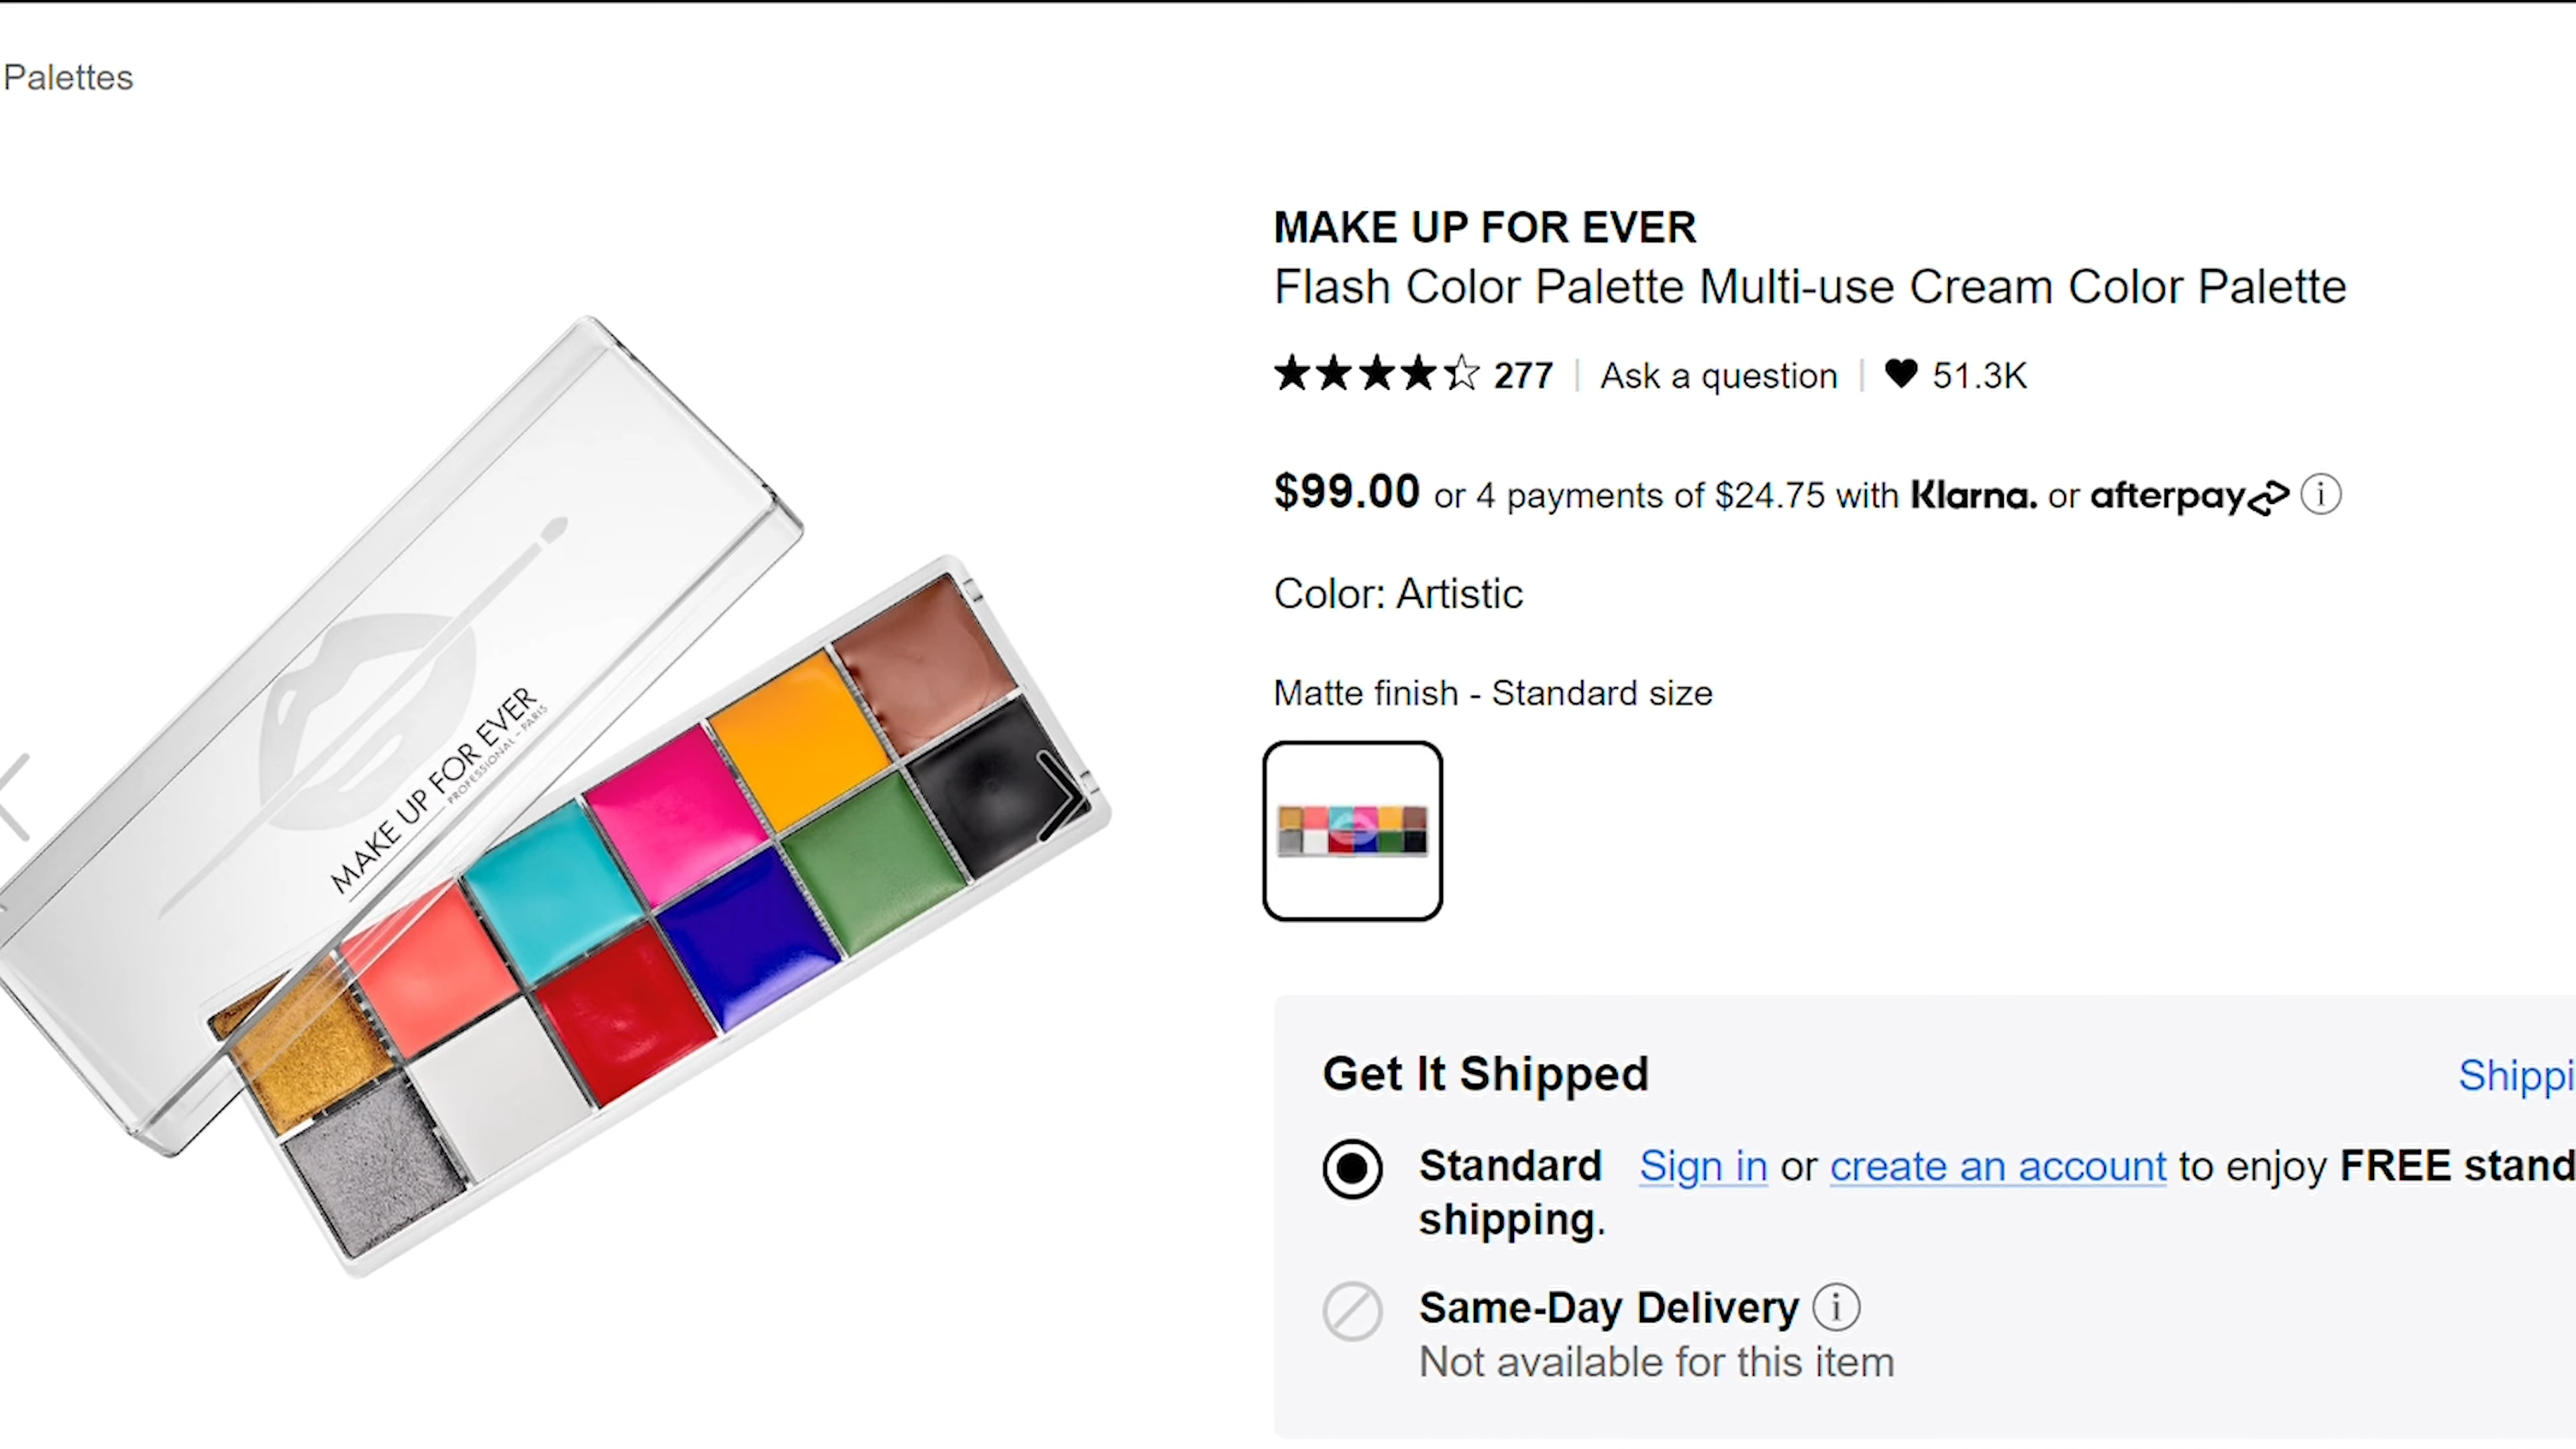 Palettes
MAKE UP FOR EVER
Flash Color Palette Multi-use Cream Color Palette
277 | Ask a question | 51.3K
$99.00 or 4 payments of $24.75 with Klarna. or afterpay
Color: Artistic
Matte finish - Standard size
MAKE UP FOR EVER
PROFESSIONAL - PARIS
Get It Shipped
Shippi
Standard Sign in or create an account to enjoy FREE stand
shipping.
Same-Day Delivery
Not available for this item